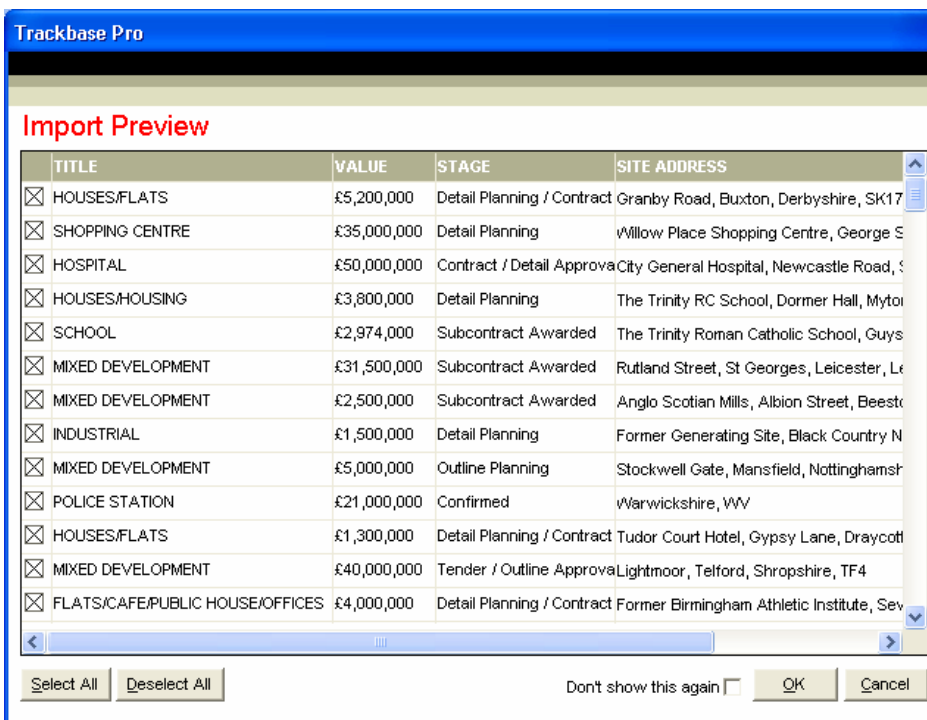 Trackbase Pro
Import Preview
TITLE VALUE STAGE SITE ADDRESS
HOUSES/FLATS £5,200,000 Detail Planning / Contract Granby Road, Buxton, Derbyshire, SK17
SHOPPING CENTRE £35,000,000 Detail Planning Willow Place Shopping Centre, George S
HOSPITAL £50,000,000 Contract / Detail Approva City General Hospital, Newcastle Road, S
HOUSES/HOUSING £3,800,000 Detail Planning The Trinity RC School, Dormer Hall, Myton
SCHOOL £2,974,000 Subcontract Awarded The Trinity Roman Catholic School, Guys
MIXED DEVELOPMENT £31,500,000 Subcontract Awarded Rutland Street, St Georges, Leicester, Le
MIXED DEVELOPMENT £2,500,000 Subcontract Awarded Anglo Scotian Mills, Albion Street, Beesto
INDUSTRIAL £1,500,000 Detail Planning Former Generating Site, Black Country N
MIXED DEVELOPMENT £5,000,000 Outline Planning Stockwell Gate, Mansfield, Nottinghamsh
POLICE STATION £21,000,000 Confirmed Warwickshire, WV
HOUSES/FLATS £1,300,000 Detail Planning / Contract Tudor Court Hotel, Gypsy Lane, Draycott
MIXED DEVELOPMENT £40,000,000 Tender / Outline Approva Lightmoor, Telford, Shropshire, TF4
FLATS/CAFE/PUBLIC HOUSE/OFFICES £4,000,000 Detail Planning / Contract Former Birmingham Athletic Institute, Sev
Select All Deselect All Don't show this again OK Cancel